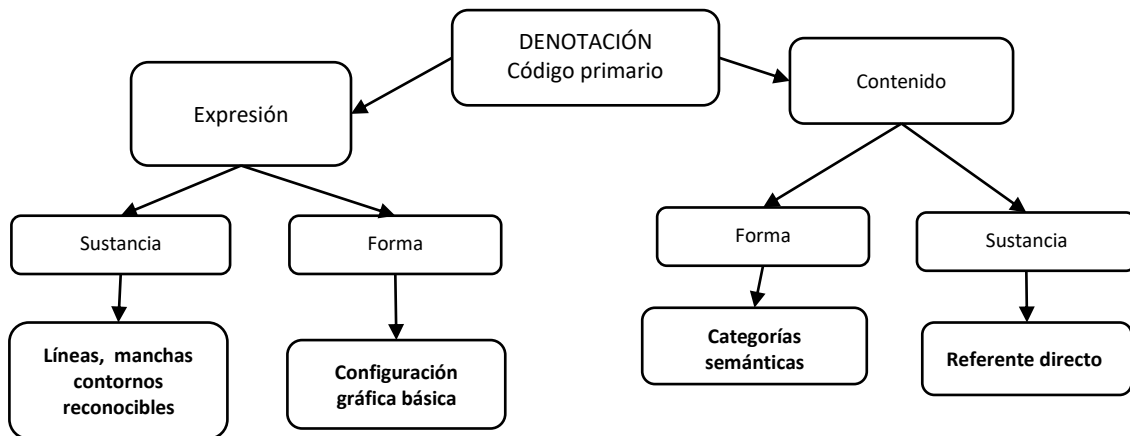 DENOTACIÓN
Código primario
Expresión
Contenido
Sustancia
Forma
Forma
Sustancia
Líneas, manchas
contornos
reconocibles
Configuración
gráfica básica
Categorías
semánticas
Referente directo